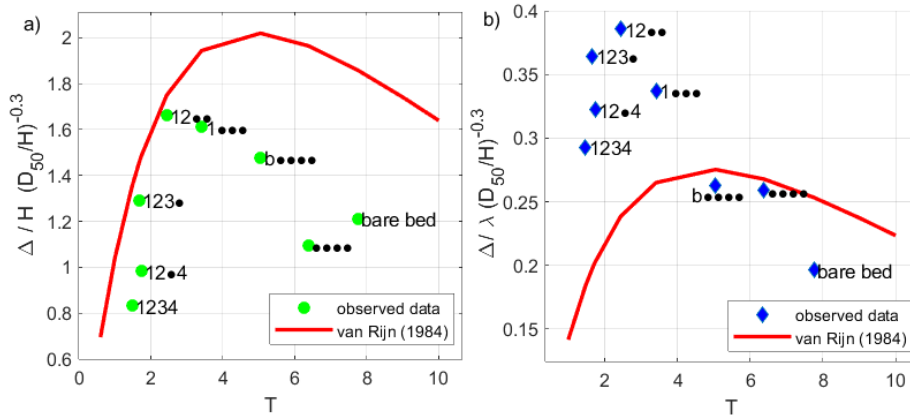 a)
Δ / H (D50/H)^-0.3
2
1.8
1.6
1.4
1.2
1
0.8
0.6
0 2 4 6 8 10
T
12●●
1●●●
b●●●●
123●
bare bed
●●●●
12●4
1234
observed data
van Rijn (1984)
b)
Δ/ λ (D50/H)^-0.3
0.4
0.35
0.3
0.25
0.2
0.15
2 4 6 8 10
T
12●●
123●
1●●●
12●4
1234
b●●●●
●●●●
bare bed
observed data
van Rijn (1984)